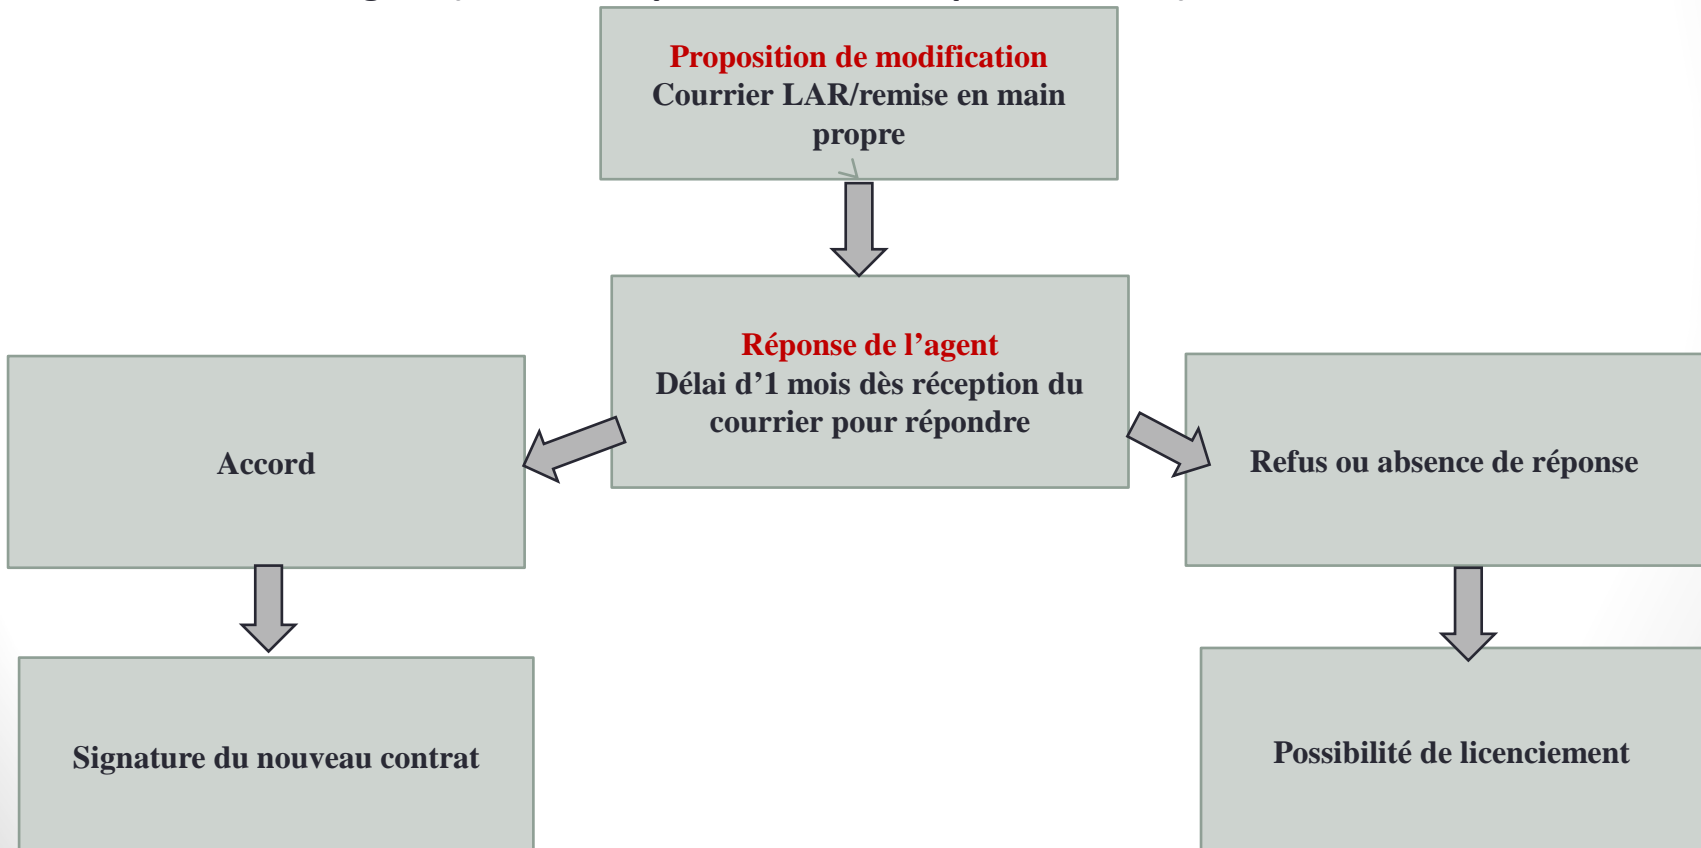 Proposition de modification
Courrier LAR/remise en main
propre
Réponse de l’agent
Délai d’1 mois dès réception du
courrier pour répondre
Accord
Refus ou absence de réponse
Signature du nouveau contrat
Possibilité de licenciement